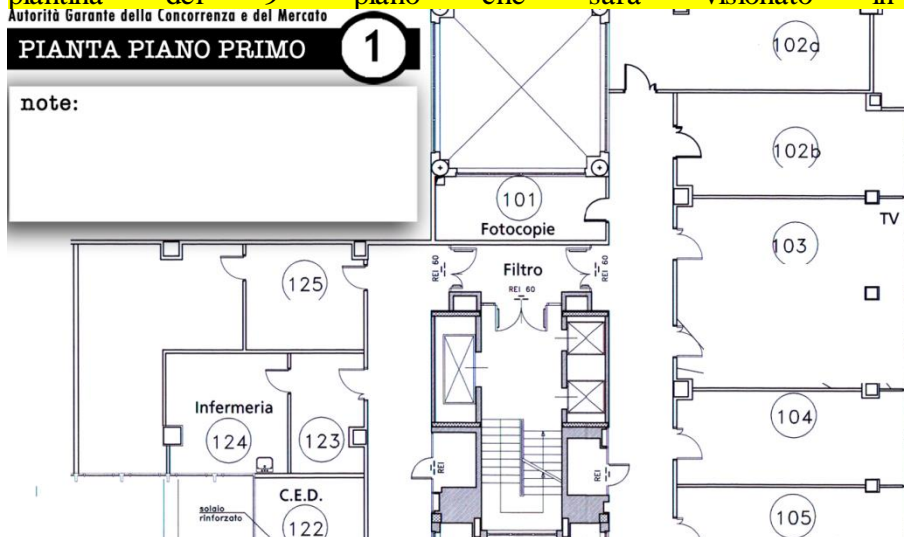 piantina del 9° piano che sarà visionato in
Autorità Garante della Concorrenza e del Mercato
PIANTA PIANO PRIMO 1
note:
102a
102b
101
Fotocopie
TV
103
125
REI 60
Filtro
REI 60
REI 60
Infermeria
124
123
104
REI
REI
C.E.D.
solaio
rinforzato
122
105